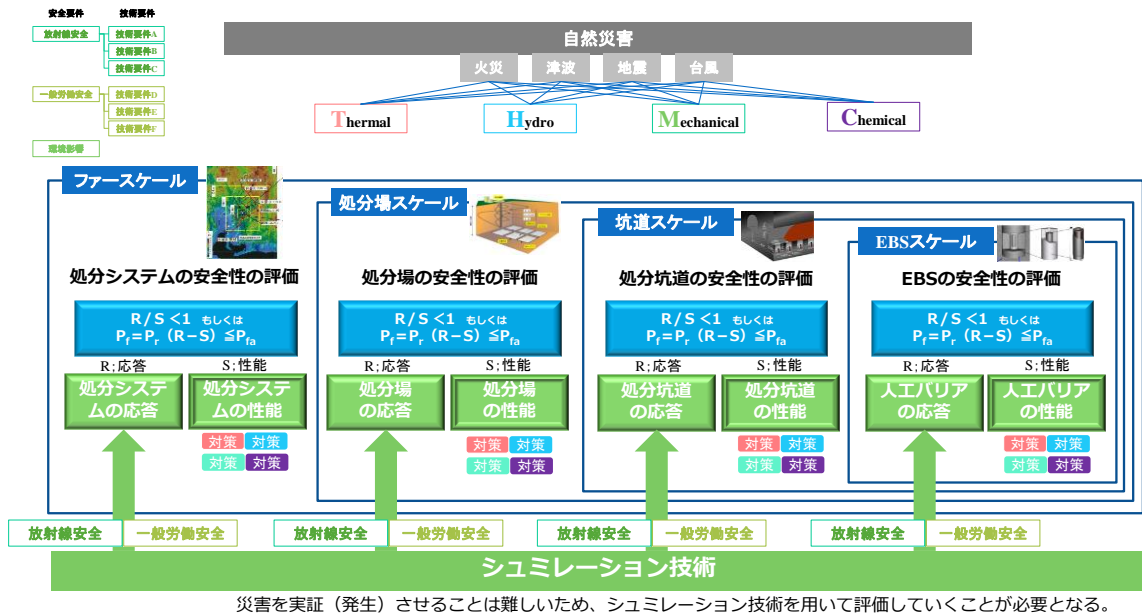 安全要件 技術要件
放射線安全 技術要件A
技術要件B
技術要件C
一般労働安全 技術要件D
技術要件E
技術要件F
環境影響
自然災害
火災 津波 地震 台風
Thermal Hydro Mechanical Chemical
ファースケール
処分システムの安全性の評価
R/S<1 もしくは
Pf=Pr(R−S)≦Pfa
R;応答 S;性能
処分システ
ムの応答
処分システ
ムの性能
対策 対策
対策 対策
処分場スケール
処分場の安全性の評価
R/S<1 もしくは
Pf=Pr(R−S)≦Pfa
R;応答 S;性能
処分場
の応答
処分場
の性能
対策 対策
対策 対策
坑道スケール
処分坑道の安全性の評価
R/S<1 もしくは
Pf=Pr(R−S)≦Pfa
R;応答 S;性能
処分坑道
の応答
処分坑道
の性能
対策 対策
対策 対策
EBSスケール
EBSの安全性の評価
R/S<1 もしくは
Pf=Pr(R−S)≦Pfa
R;応答 S;性能
人工バリア
の応答
人工バリア
の性能
対策 対策
対策 対策
放射線安全 一般労働安全 放射線安全 一般労働安全 放射線安全 一般労働安全 放射線安全 一般労働安全
シュミレーション技術
災害を実証(発生)させることは難しいため、シュミレーション技術を用いて評価していくことが必要となる。